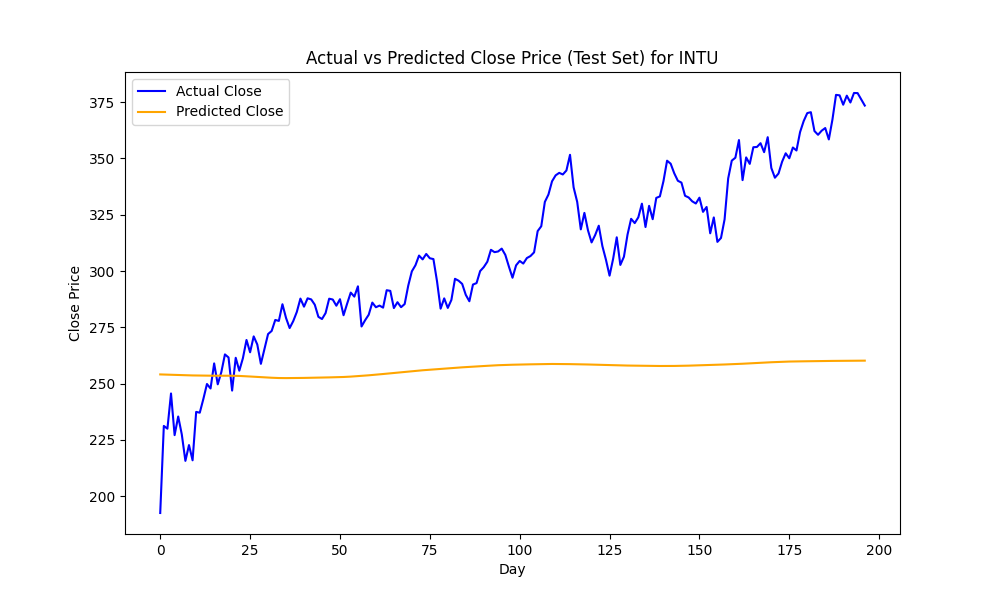 Actual vs Predicted Close Price (Test Set) for INTU
Actual Close
Predicted Close
Close Price
375
350
325
300
275
250
225
200
0 25 50 75 100 125 150 175 200
Day